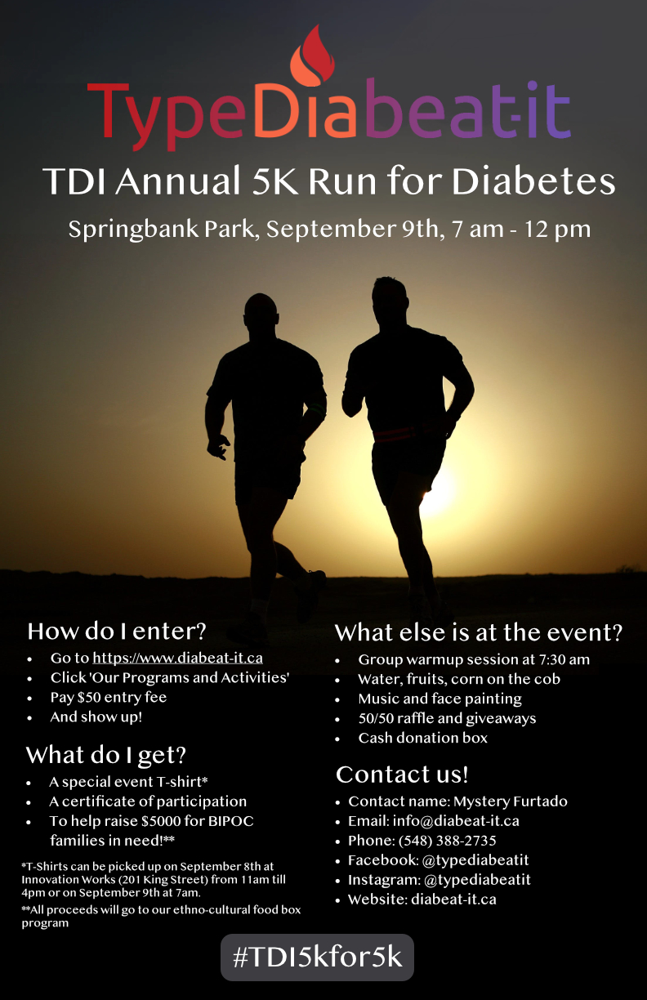 TypeDiabeat-it
TDI Annual 5K Run for Diabetes
Springbank Park, September 9th, 7 am - 12 pm
How do I enter?
• Go to https://www.diabeat-it.ca
• Click 'Our Programs and Activities'
• Pay $50 entry fee
• And show up!
What do I get?
• A special event T-shirt*
• A certificate of participation
• To help raise $5000 for BIPOC
families in need!**
*T-Shirts can be picked up on September 8th at
Innovation Works (201 King Street) from 11am till
4pm or on September 9th at 7am.
**All proceeds will go to our ethno-cultural food box
program
What else is at the event?
• Group warmup session at 7:30 am
• Water, fruits, corn on the cob
• Music and face painting
• 50/50 raffle and giveaways
• Cash donation box
Contact us!
• Contact name: Mystery Furtado
• Email: info@diabeat-it.ca
• Phone: (548) 388-2735
• Facebook: @typediabeatit
• Instagram: @typediabeatit
• Website: diabeat-it.ca
#TDI5kfor5k